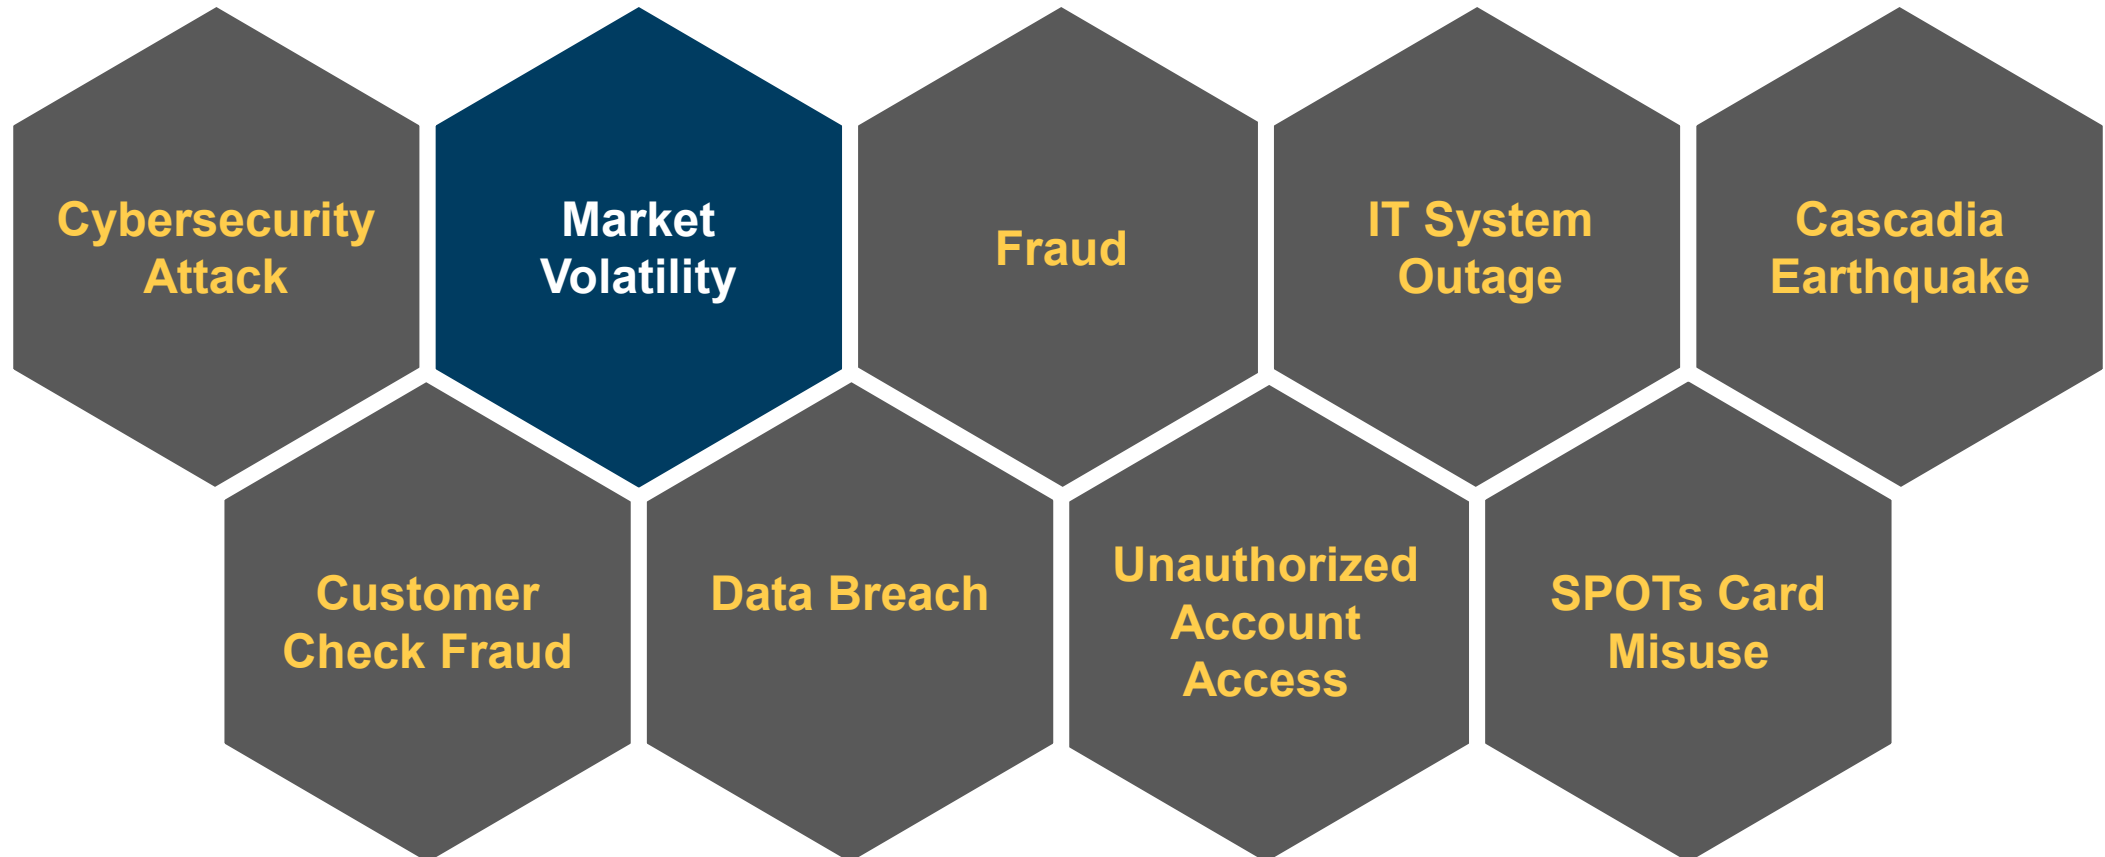 Cybersecurity
Attack
Market
Volatility
Fraud
IT System
Outage
Cascadia
Earthquake
Customer
Check Fraud
Data Breach
Unauthorized
Account
Access
SPOTs Card
Misuse